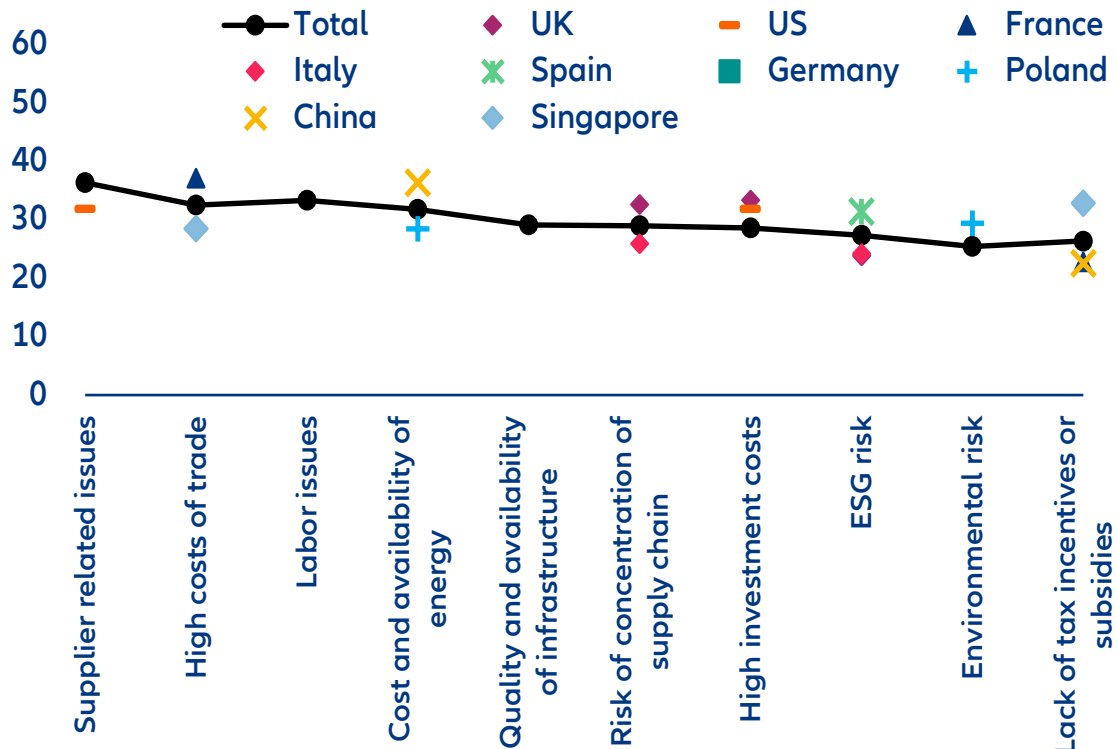 Total
UK
US
France
Italy
Spain
Germany
Poland
China
Singapore
60
50
40
30
20
10
0
Supplier related issues
High costs of trade
Labor issues
Cost and availability of
energy
Quality and availability
of infrastructure
Risk of concentration of
supply chain
High investment costs
ESG risk
Environmental risk
Lack of tax incentives or
subsidies